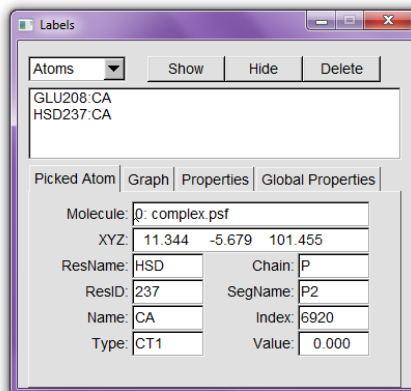 Labels
Atoms Show Hide Delete
GLU208:CA
HSD237:CA
Picked Atom Graph Properties Global Properties
Molecule: 0: complex.psf
XYZ: 11.344 -5.679 101.455
ResName: HSD Chain: P
ResID: 237 SegName: P2
Name: CA Index: 6920
Type: CT1 Value: 0.000